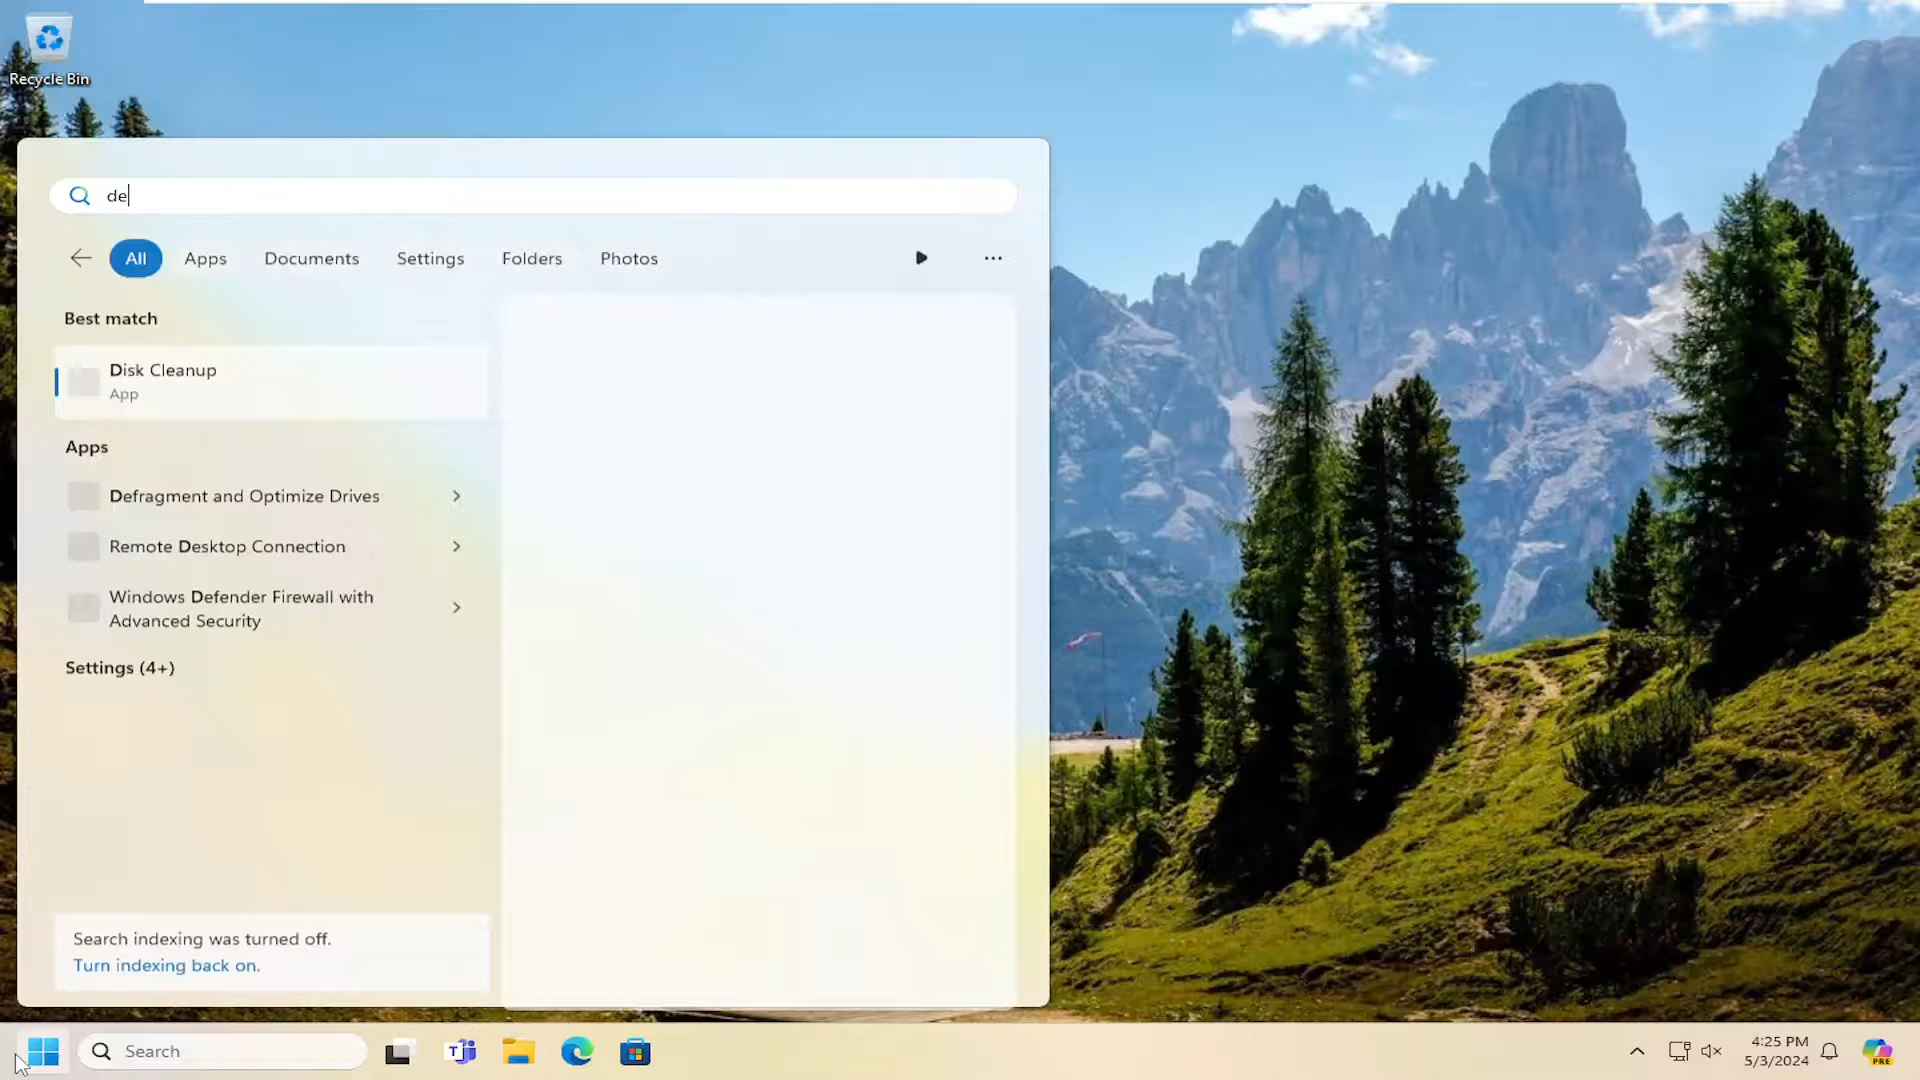 Recycle Bin
de
All
Apps
Documents
Settings
Folders
Photos
Best match
Disk Cleanup
App
Apps
Defragment and Optimize Drives
Remote Desktop Connection
Windows Defender Firewall with
Advanced Security
Settings (4+)
Search indexing was turned off.
Turn indexing back on.
Search
T
4:25 PM
5/3/2024
PRE